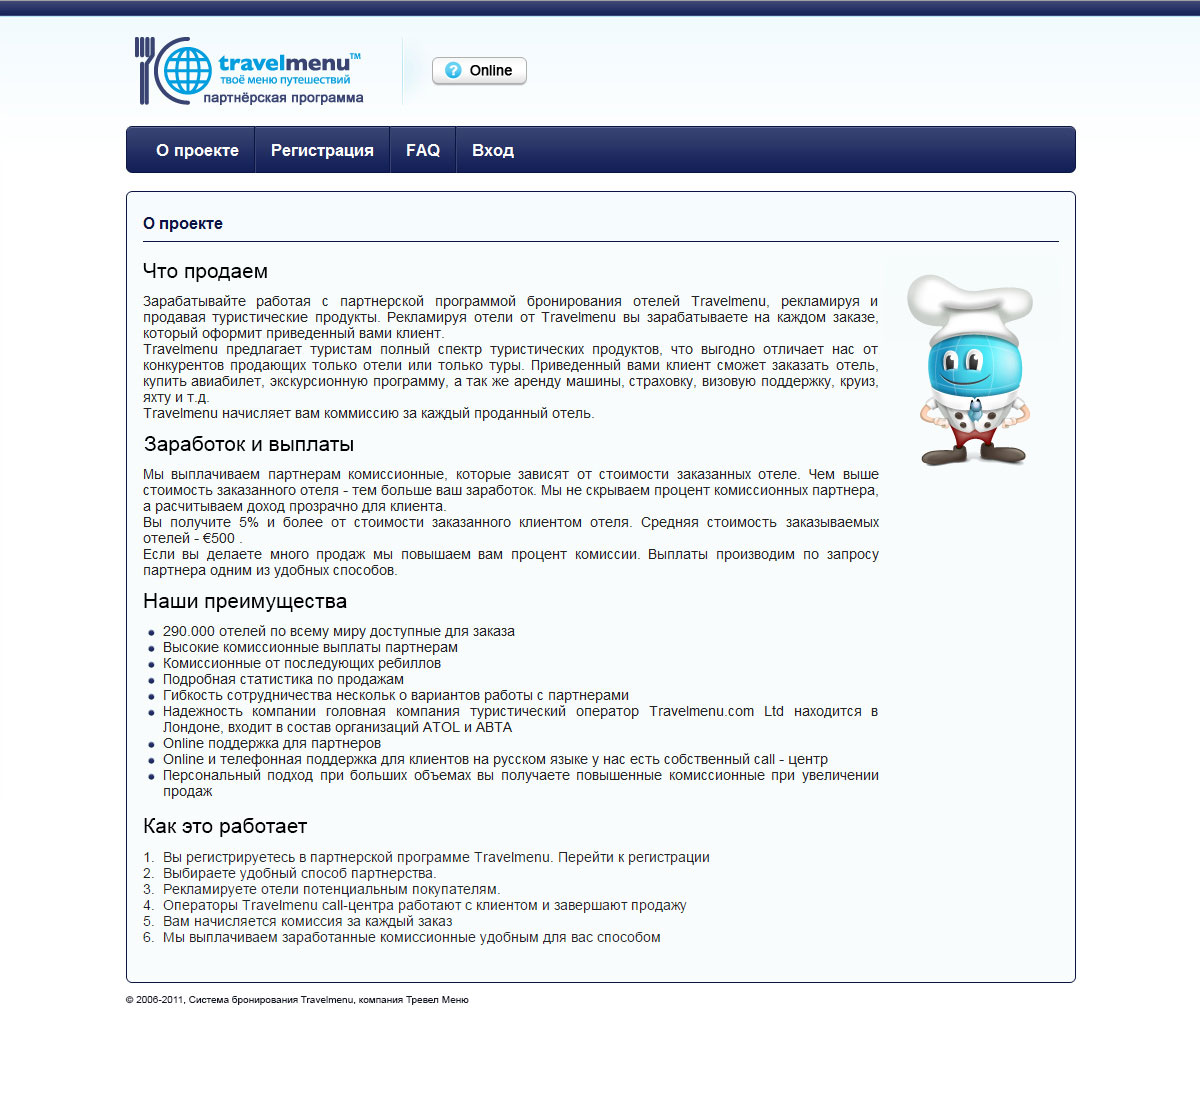 travelmenu™
твоё меню путешествий
партнёрская программа
? Online
О проекте Регистрация FAQ Вход
О проекте
Что продаем
Зарабатывайте работая с партнерской программой бронирования отелей Travelmenu, рекламируя и
продавая туристические продукты. Рекламируя отели от Travelmenu вы зарабатываете на каждом заказе,
который оформит приведенный вами клиент.
Travelmenu предлагает туристам полный спектр туристических продуктов, что выгодно отличает нас от
конкурентов продающих только отели или только туры. Приведенный вами клиент сможет заказать отель,
купить авиабилет, экскурсионную программу, а так же аренду машины, страховку, визовую поддержку, круиз,
яхту и т.д.
Travelmenu начисляет вам коммиссию за каждый проданный отель.
Заработок и выплаты
Мы выплачиваем партнерам комиссионные, которые зависят от стоимости заказанных отеле. Чем выше
стоимость заказанного отеля - тем больше ваш заработок. Мы не скрываем процент комиссионных партнера,
а расчитываем доход прозрачно для клиента.
Вы получите 5% и более от стоимости заказанного клиентом отеля. Средняя стоимость заказываемых
отелей - €500 .
Если вы делаете много продаж мы повышаем вам процент комиссии. Выплаты производим по запросу
партнера одним из удобных способов.
Наши преимущества
290.000 отелей по всему миру доступные для заказа
Высокие комиссионные выплаты партнерам
Комиссионные от последующих ребиллов
Подробная статистика по продажам
Гибкость сотрудничества нескольк о вариантов работы с партнерами
Надежность компании головная компания туристический оператор Travelmenu.com Ltd находится в
Лондоне, входит в состав организаций ATOL и ABTA
Online поддержка для партнеров
Online и телефонная поддержка для клиентов на русском языке у нас есть собственный call - центр
Персональный подход при больших объемах вы получаете повышенные комиссионные при увеличении
продаж
Как это работает
1. Вы регистрируетесь в партнерской программе Travelmenu. Перейти к регистрации
2. Выбираете удобный способ партнерства.
3. Рекламируете отели потенциальным покупателям.
4. Операторы Travelmenu call-центра работают с клиентом и завершают продажу
5. Вам начисляется комиссия за каждый заказ
6. Мы выплачиваем заработанные комиссионные удобным для вас способом
© 2006-2011, Система бронирования Travelmenu, компания Тревел Меню